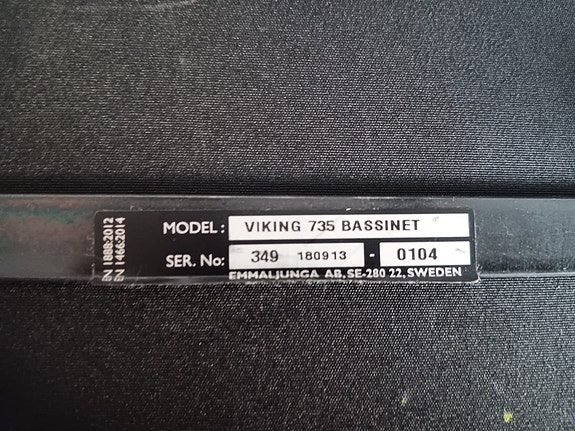 EN 1888:2012
EN 1466:2014
MODEL: VIKING 735 BASSINET
SER. No: 349 180913 - 0104
EMMALJUNGA AB, SE-280 22, SWEDEN